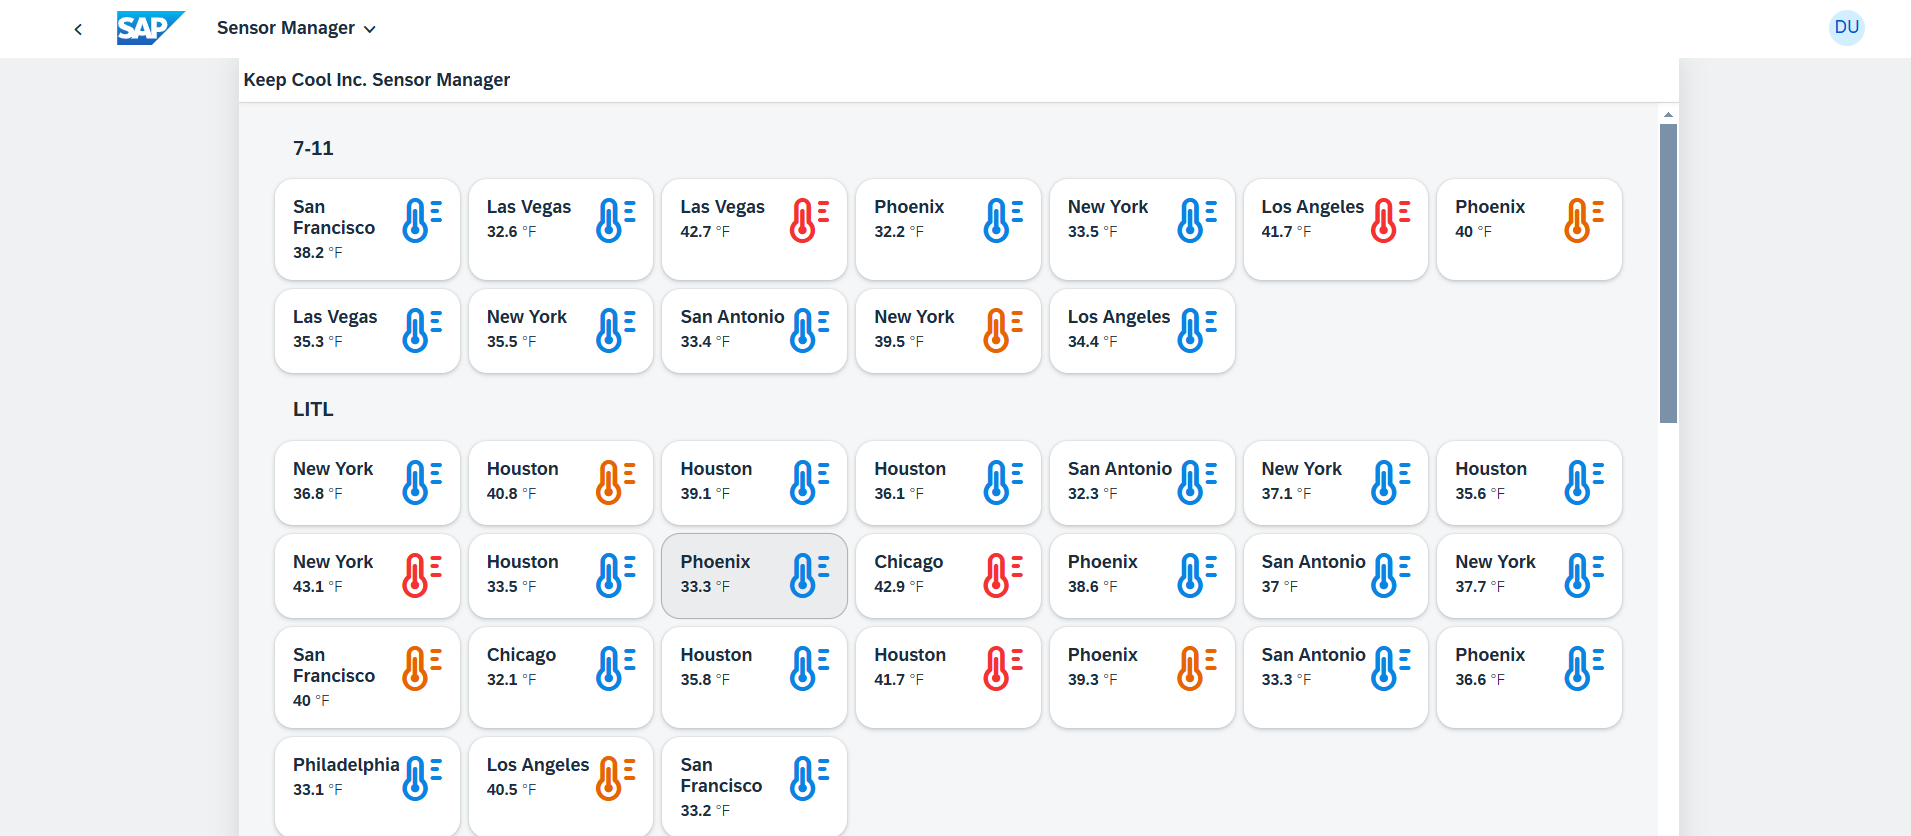 SAP
Sensor Manager
DU
Keep Cool Inc. Sensor Manager
7-11
San
Francisco
38.2 °F
Las Vegas
32.6 °F
Las Vegas
42.7 °F
Phoenix
32.2 °F
New York
33.5 °F
Los Angeles
41.7 °F
Phoenix
40 °F
Las Vegas
35.3 °F
New York
35.5 °F
San Antonio
33.4 °F
New York
39.5 °F
Los Angeles
34.4 °F
LITL
New York
36.8 °F
Houston
40.8 °F
Houston
39.1 °F
Houston
36.1 °F
San Antonio
32.3 °F
New York
37.1 °F
Houston
35.6 °F
New York
43.1 °F
Houston
33.5 °F
Phoenix
33.3 °F
Chicago
42.9 °F
Phoenix
38.6 °F
San Antonio
37 °F
New York
37.7 °F
San
Francisco
40 °F
Chicago
32.1 °F
Houston
35.8 °F
Houston
41.7 °F
Phoenix
39.3 °F
San Antonio
33.3 °F
Phoenix
36.6 °F
Philadelphia
33.1 °F
Los Angeles
40.5 °F
San
Francisco
33.2 °F